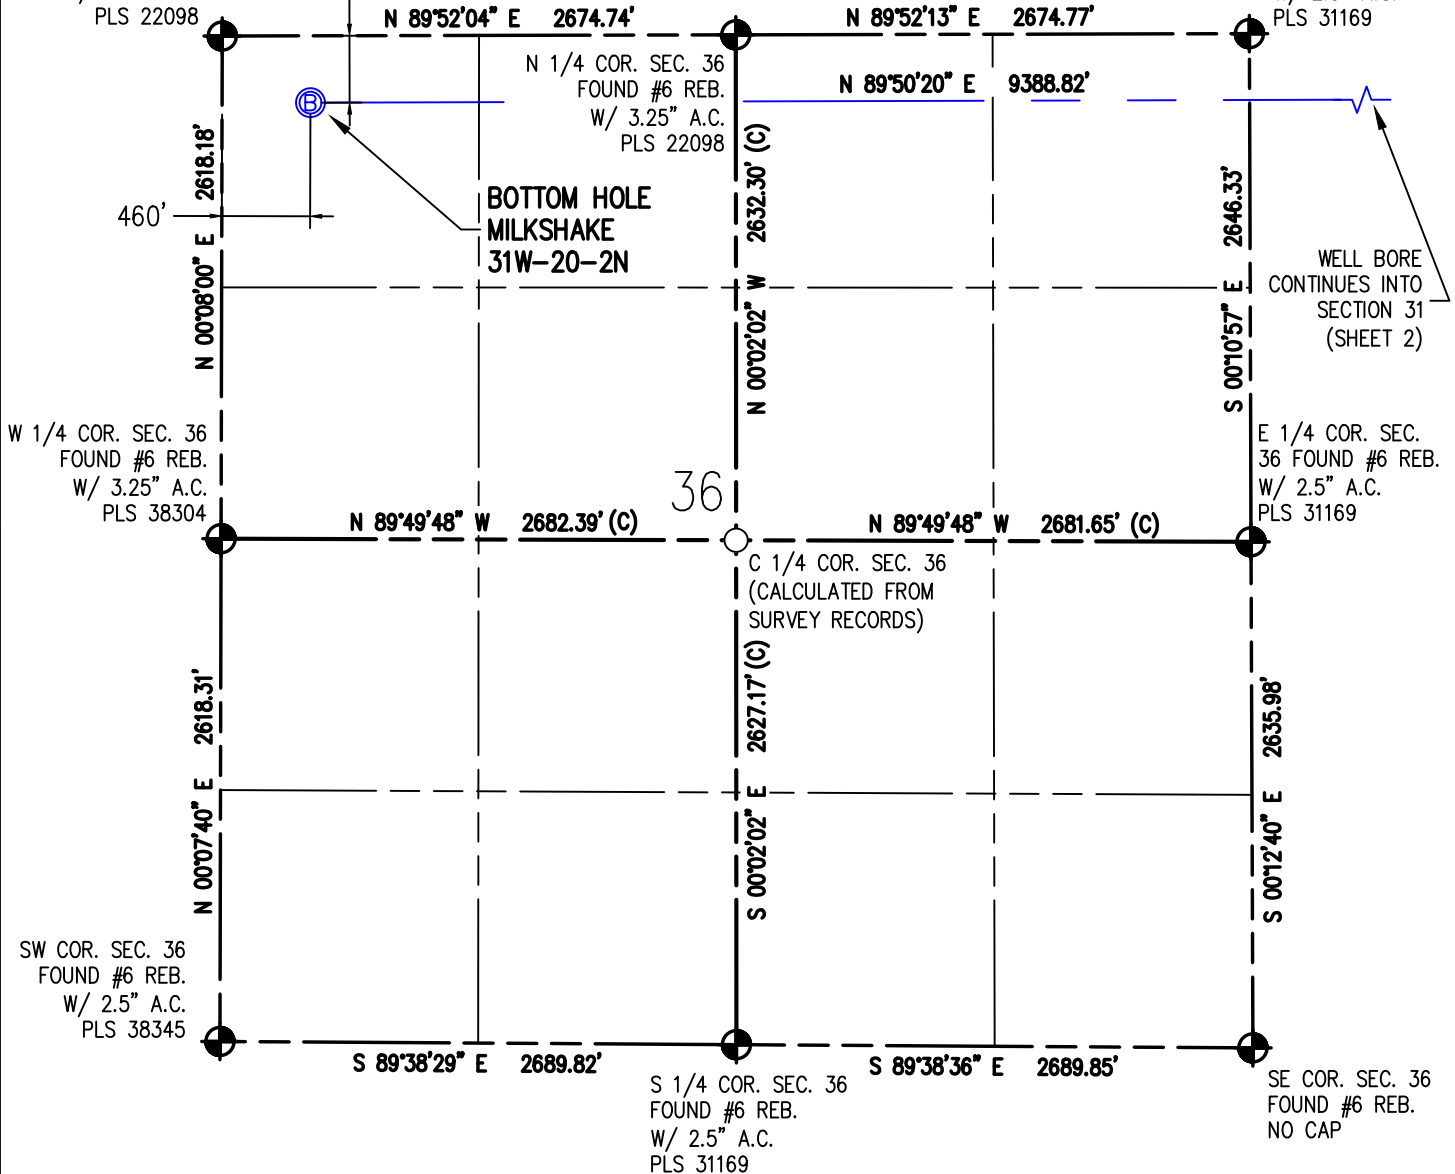 PLS 22098
N 89°52'04" E 2674.74'
N 89°52'13" E 2674.77'
PLS 31169
N 1/4 COR. SEC. 36
FOUND #6 REB.
W/ 3.25" A.C.
PLS 22098
N 89°50'20" E 9388.82'
B
N 00°08'00" E 2618.18'
460'
BOTTOM HOLE
MILKSHAKE
31W-20-2N
N 00°02'02" W 2632.30' (C)
S 00°10'57" E 2646.33'
WELL BORE
CONTINUES INTO
SECTION 31
(SHEET 2)
W 1/4 COR. SEC. 36
FOUND #6 REB.
W/ 3.25" A.C.
PLS 38304
36
E 1/4 COR. SEC.
36 FOUND #6 REB.
W/ 2.5" A.C.
PLS 31169
N 89°49'48" W 2682.39' (C)
N 89°49'48" W 2681.65' (C)
C 1/4 COR. SEC. 36
(CALCULATED FROM
SURVEY RECORDS)
N 00°07'40" E 2618.31'
S 00°02'02" E 2627.17' (C)
S 00°12'40" E 2635.98'
SW COR. SEC. 36
FOUND #6 REB.
W/ 2.5" A.C.
PLS 38345
S 89°38'29" E 2689.82'
S 89°38'36" E 2689.85'
S 1/4 COR. SEC. 36
FOUND #6 REB.
W/ 2.5" A.C.
PLS 31169
SE COR. SEC. 36
FOUND #6 REB.
NO CAP